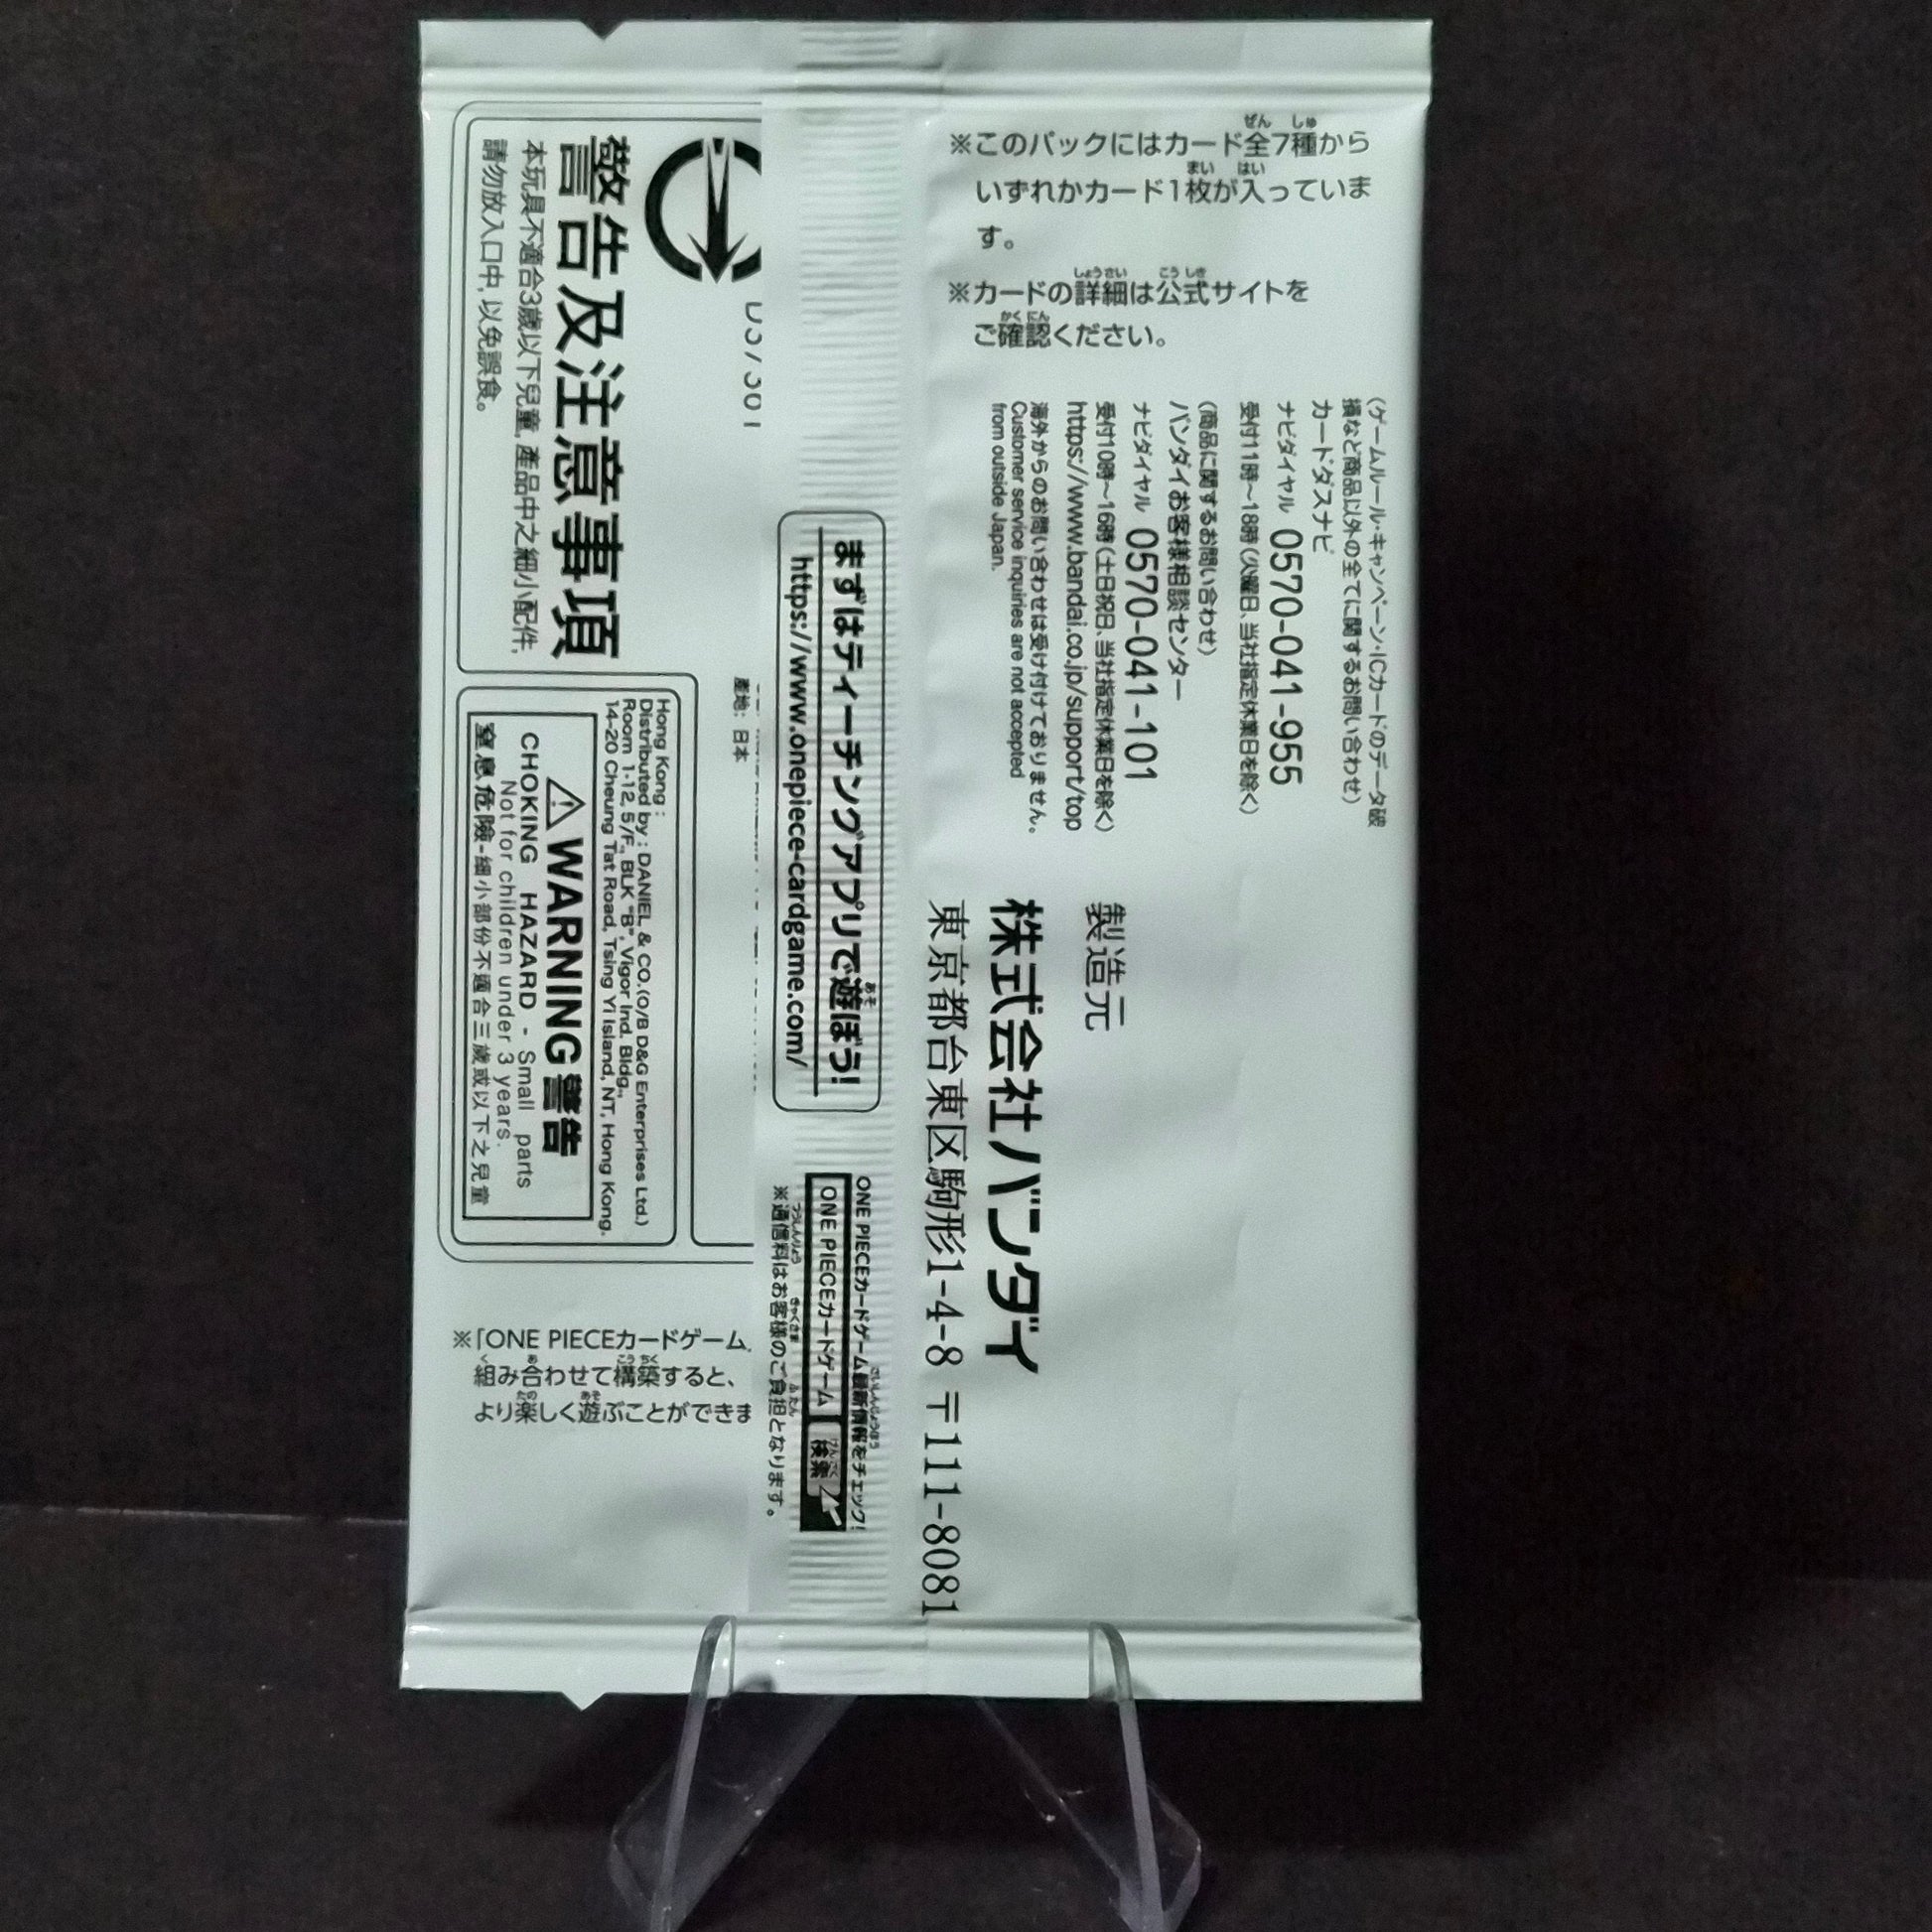 ※このパックにはカード全7種から
いずれかカード1枚が入っていま
す。
※カードの詳細は公式サイトを
ご確認ください。
(ゲームルール・キャンペーン・ICカードのデータ破
損など商品以外の全てに関するお問い合わせ)
カードダスナビ
ナビダイヤル 0570-041-955
受付11時~18時(火曜日、当社指定休業日を除く)
(商品に関するお問い合わせ)
バンダイお客様相談センター
ナビダイヤル 0570-041-101
受付10時~16時(土日祝日、当社指定休業日を除く)
https://www.bandai.co.jp/support/top
海外からのお問い合わせは受け付けておりません。
Customer service inquiries are not accepted
from outside Japan.
製造元
株式会社バンダイ
東京都台東区駒形1-4-8 〒111-8081
まずはティーチングアプリで遊ぼう!
https://www.onepiece-cardgame.com/
ONE PIECEカードゲーム最新情報をチェック!
ONE PIECEカードゲーム 検索
※通信料はお客様のご負担となります。
警告及注意事項
本玩具不適合3歲以下兒童, 產品中之細小配件,
請勿放入口中, 以免誤食。
產地: 日本
Hong Kong :
Distributed by : DANIEL & CO.(O/B D&G Enterprises Ltd.)
Room 1-12, 5/F., BLK "B", Vigor Ind. Bldg.,
14-20 Cheung Tat Road, Tsing Yi Island, NT, Hong Kong.
WARNING 警告
CHOKING HAZARD - Small parts
Not for children under 3 years.
窒息危險-細小部份不適合三歲或以下之兒童
※「ONE PIECEカードゲーム
組み合わせて構築すると、
より楽しく遊ぶことができま